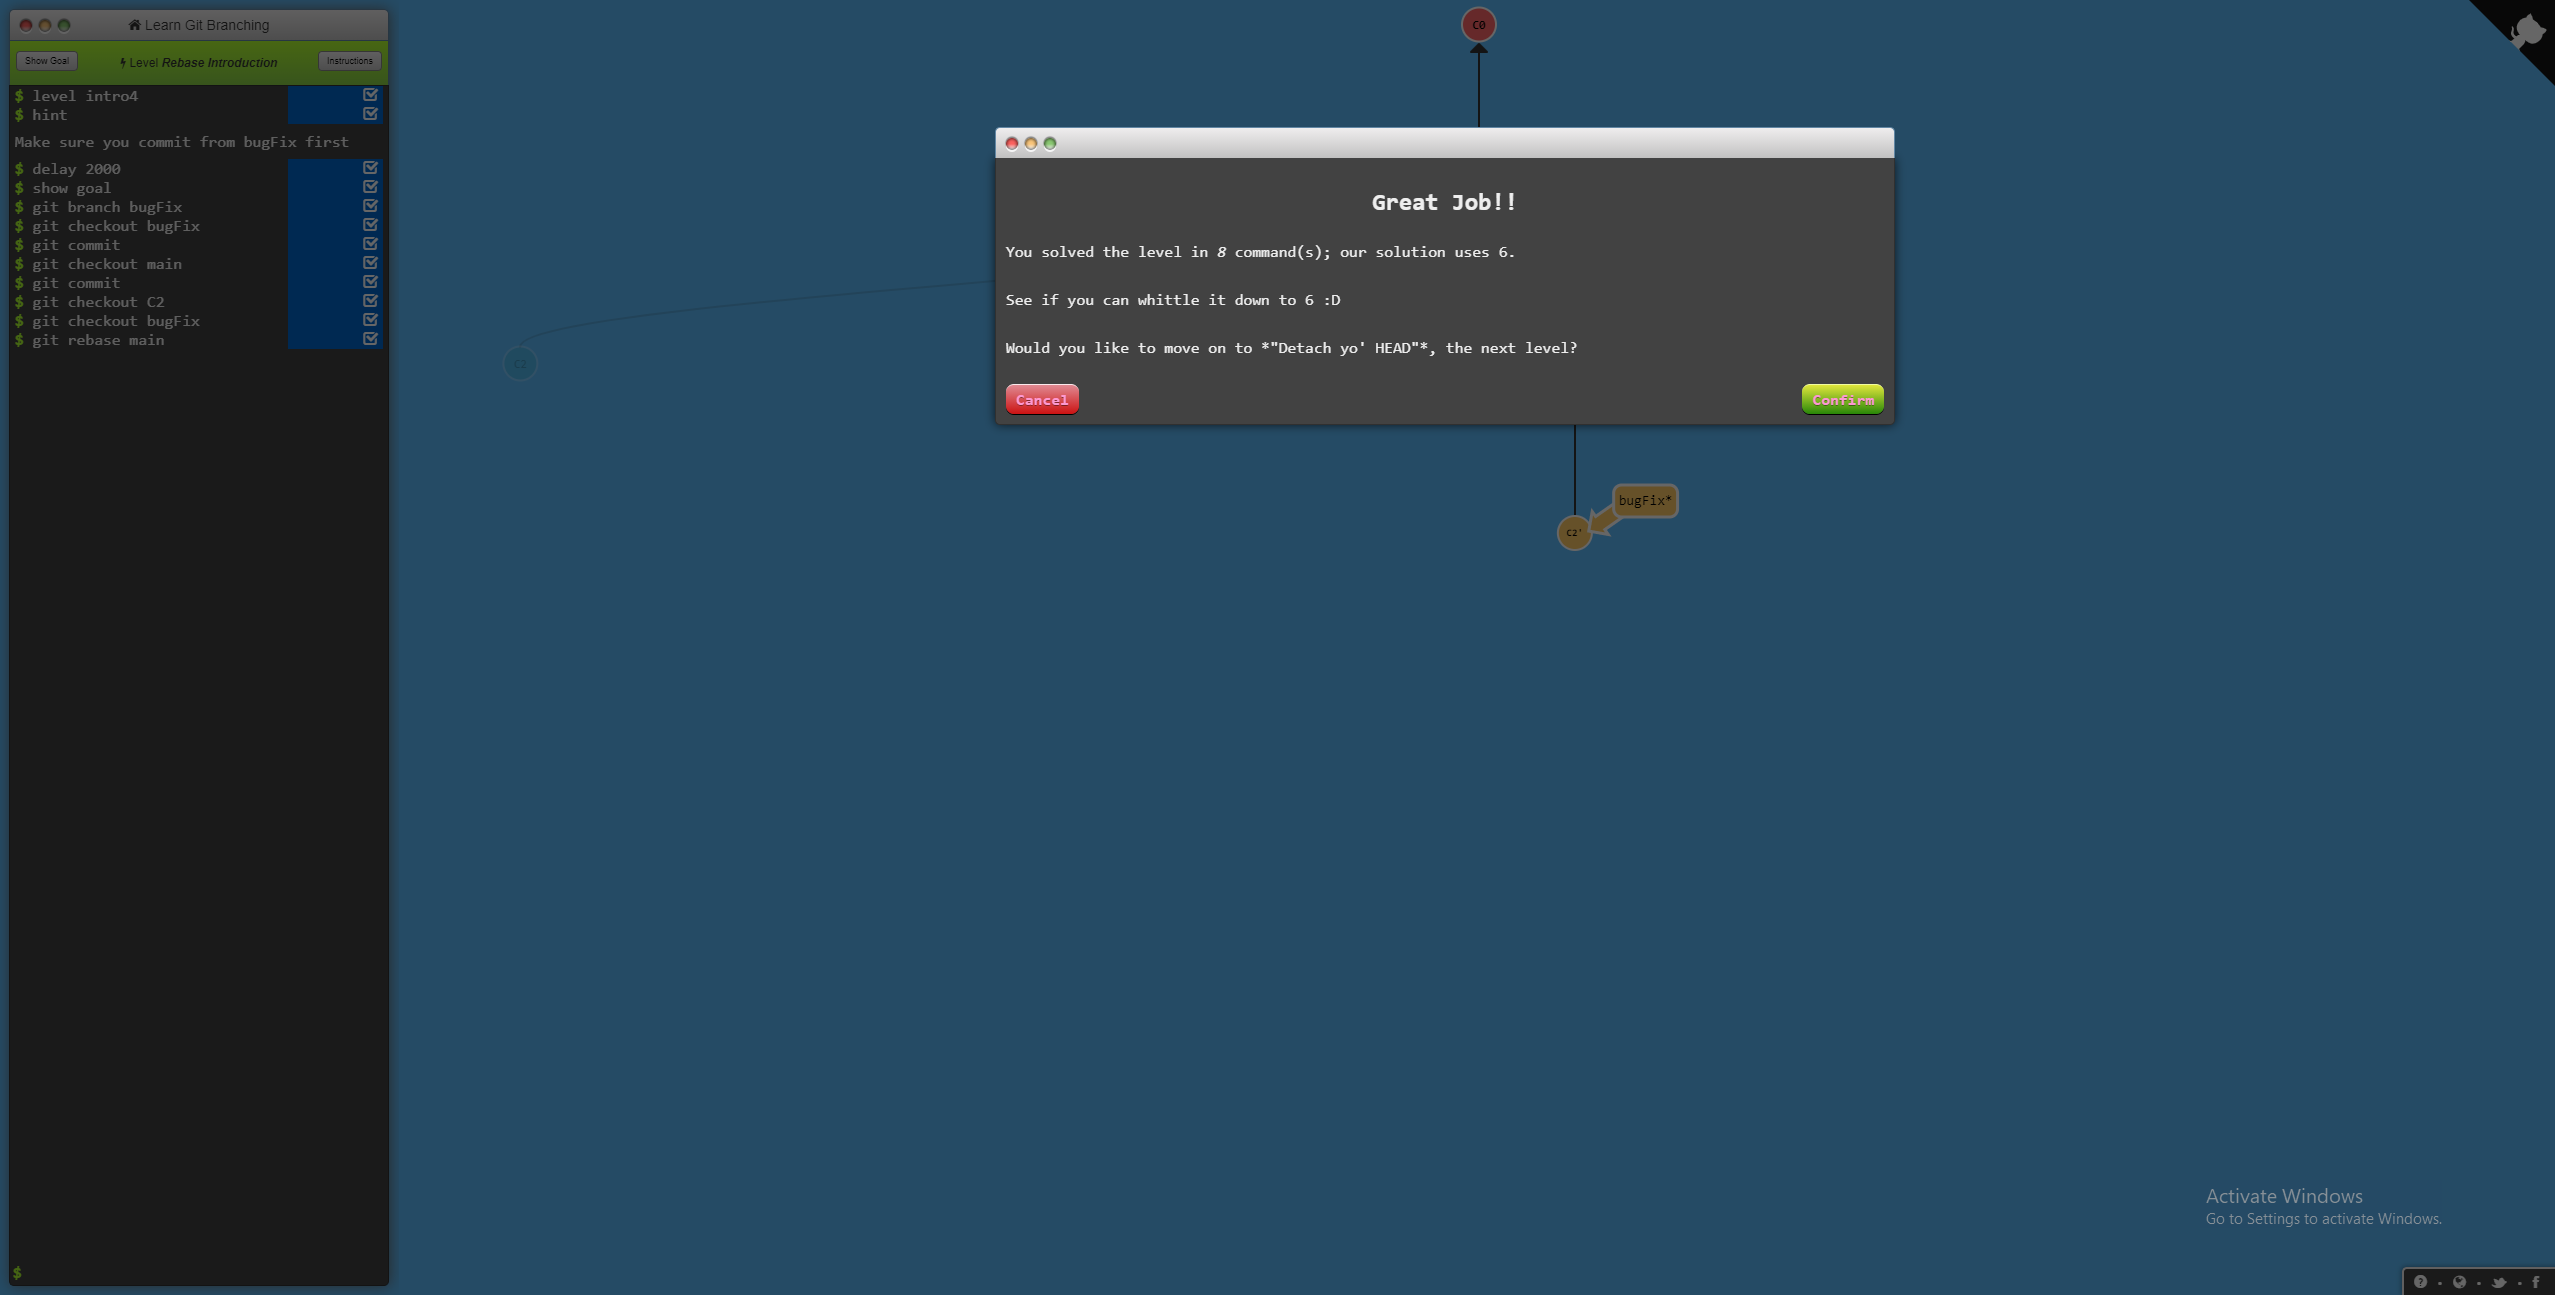 Learn Git Branching
Show Goal
Level Rebase Introduction
Instructions
$ level intro4
$ hint
Make sure you commit from bugFix first
$ delay 2000
$ show goal
$ git branch bugFix
$ git checkout bugFix
$ git commit
$ git checkout main
$ git commit
$ git checkout C2
$ git checkout bugFix
$ git rebase main
$
C0
Great Job!!
You solved the level in 8 command(s); our solution uses 6.
See if you can whittle it down to 6 :D
Would you like to move on to *"Detach yo' HEAD"*, the next level?
Cancel
Confirm
C2
bugFix*
C2'
Activate Windows
Go to Settings to activate Windows.